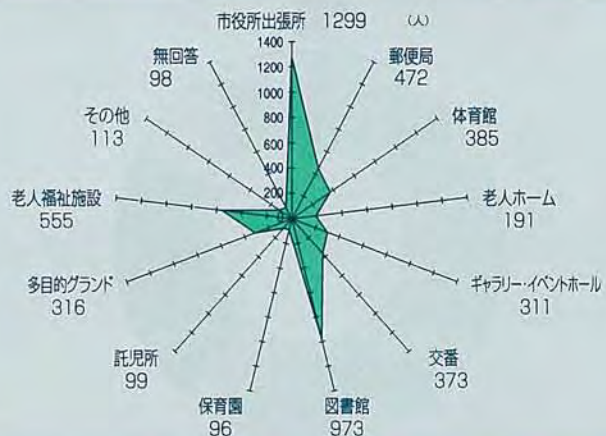 市役所出張所 1299 (人)
1400
1200
1000
800
600
400
200
0
郵便局
472
体育館
385
老人ホーム
191
ギャラリー・イベントホール
311
交番
373
図書館
973
保育園
96
託児所
99
多目的グランド
316
老人福祉施設
555
その他
113
無回答
98